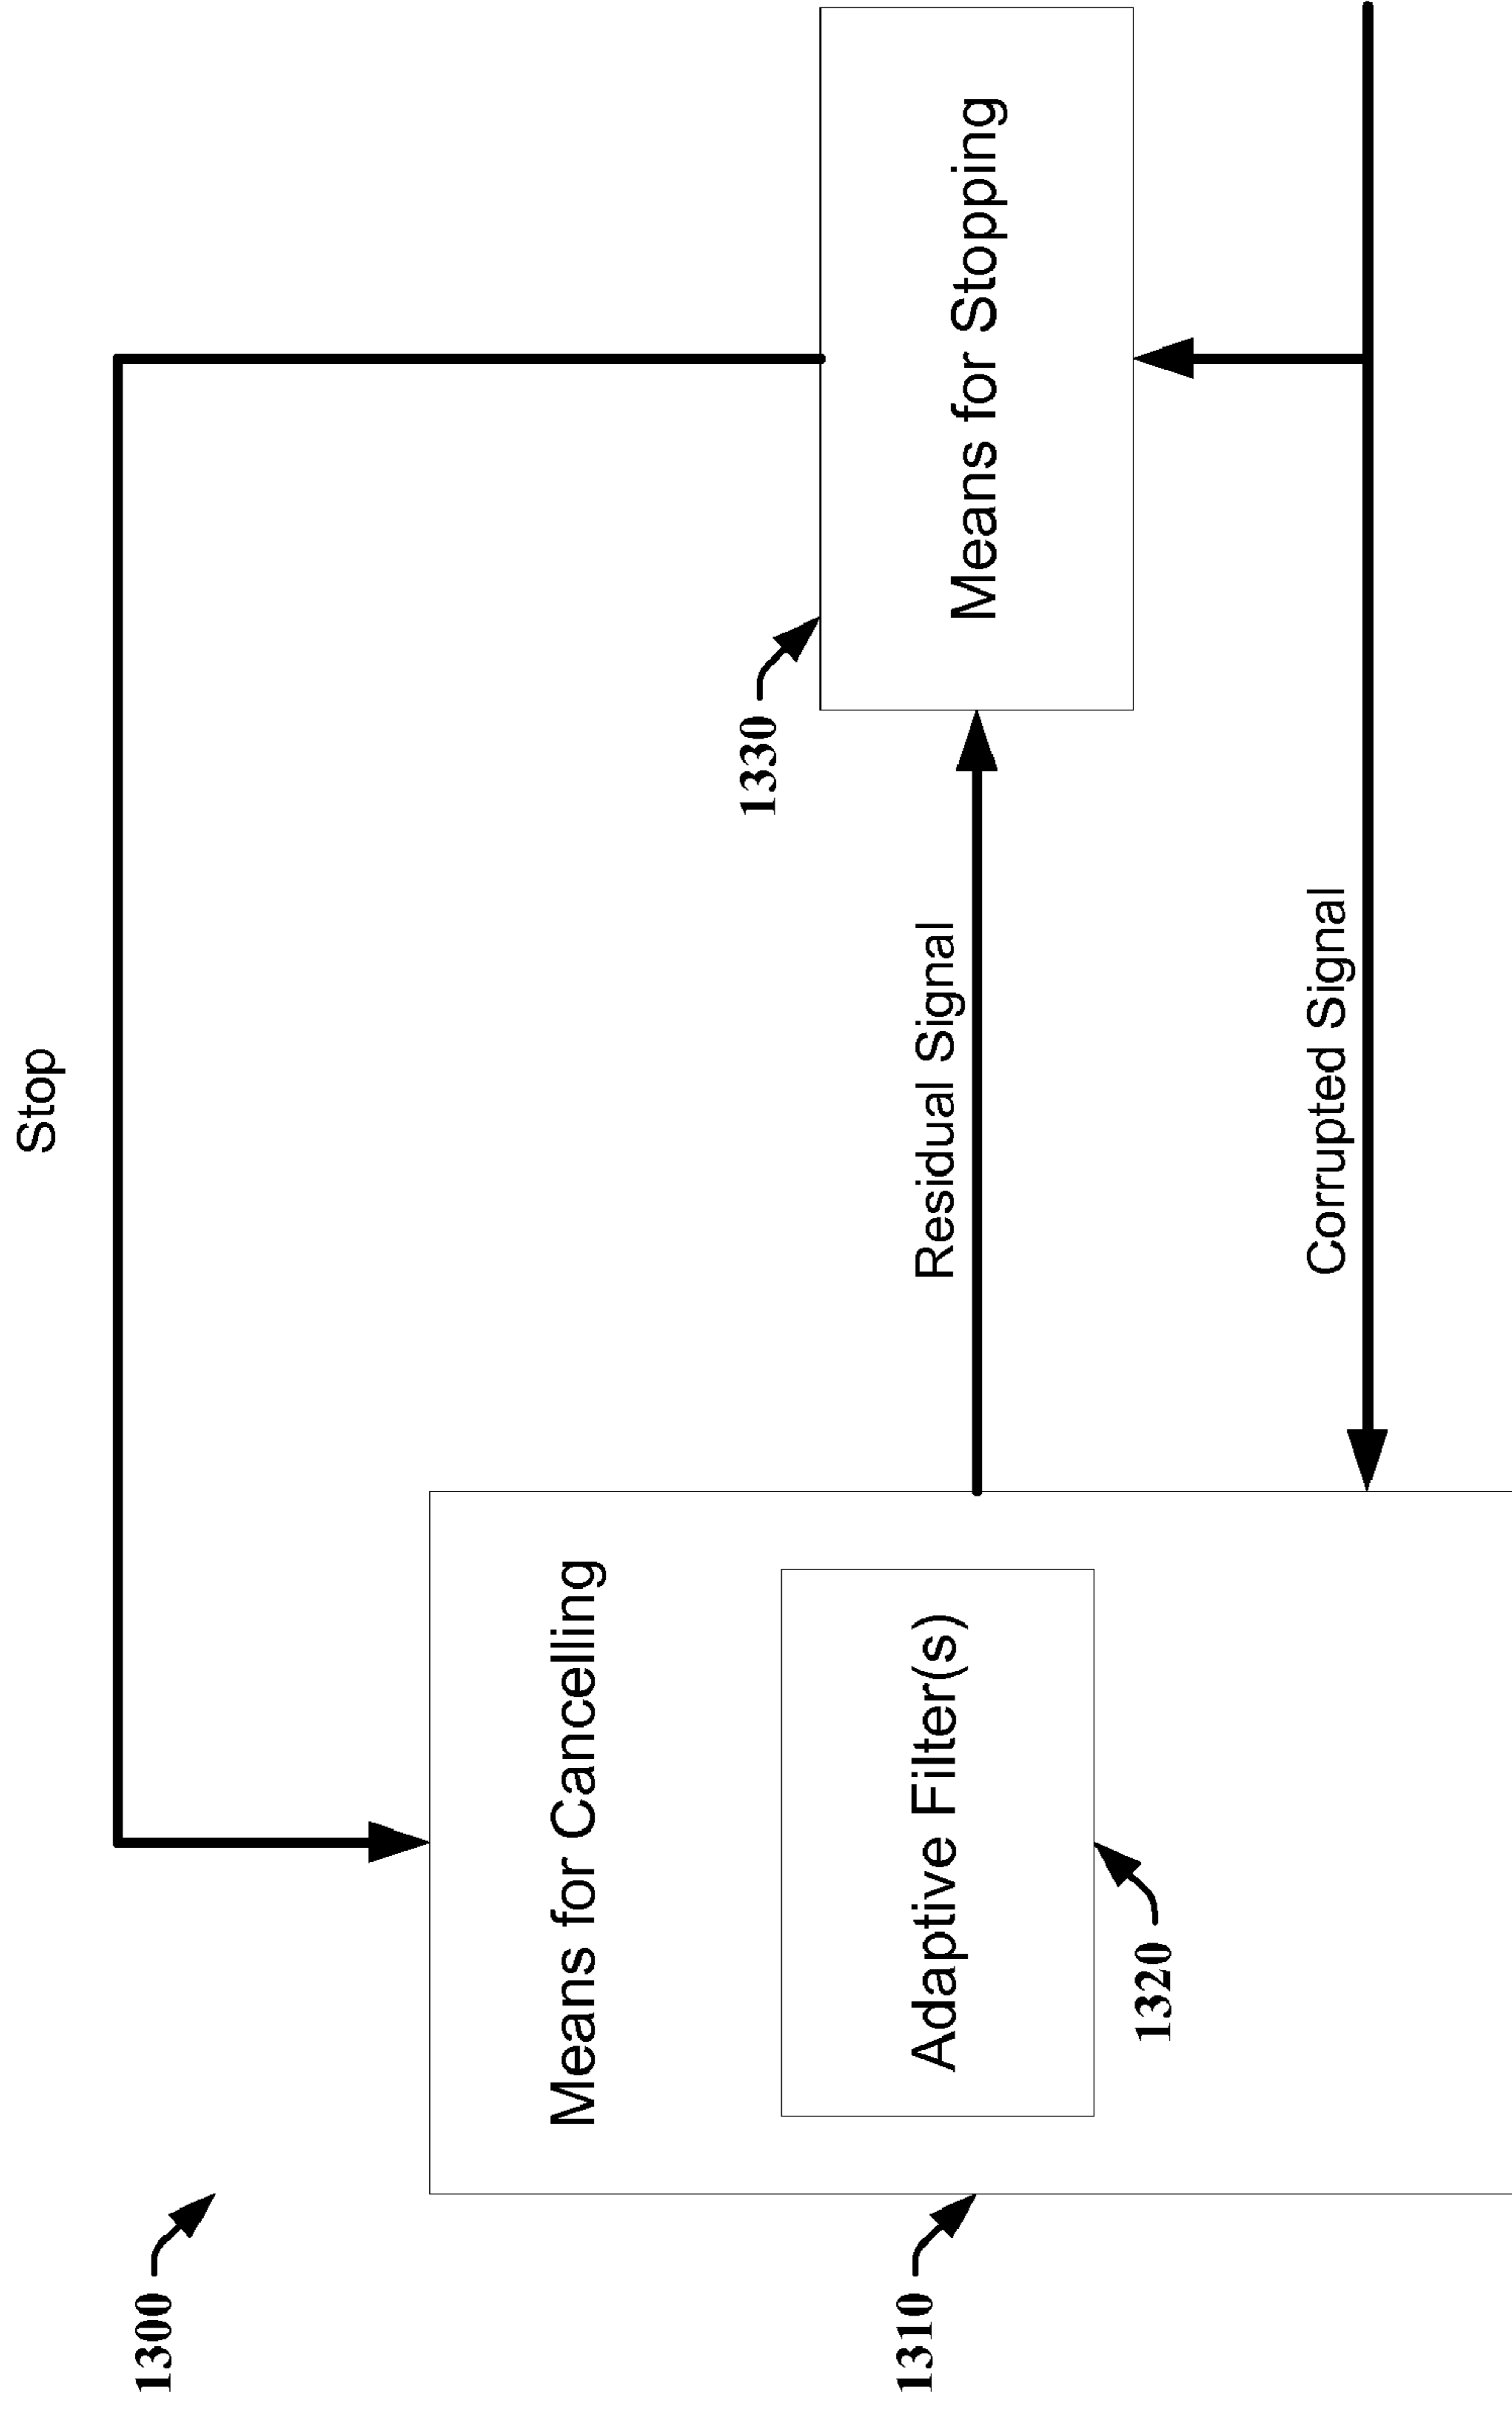 1300
Stop
1310
Means for Cancelling
Adaptive Filter(s)
1320
Residual Signal
Corrupted Signal
1330
Means for Stopping